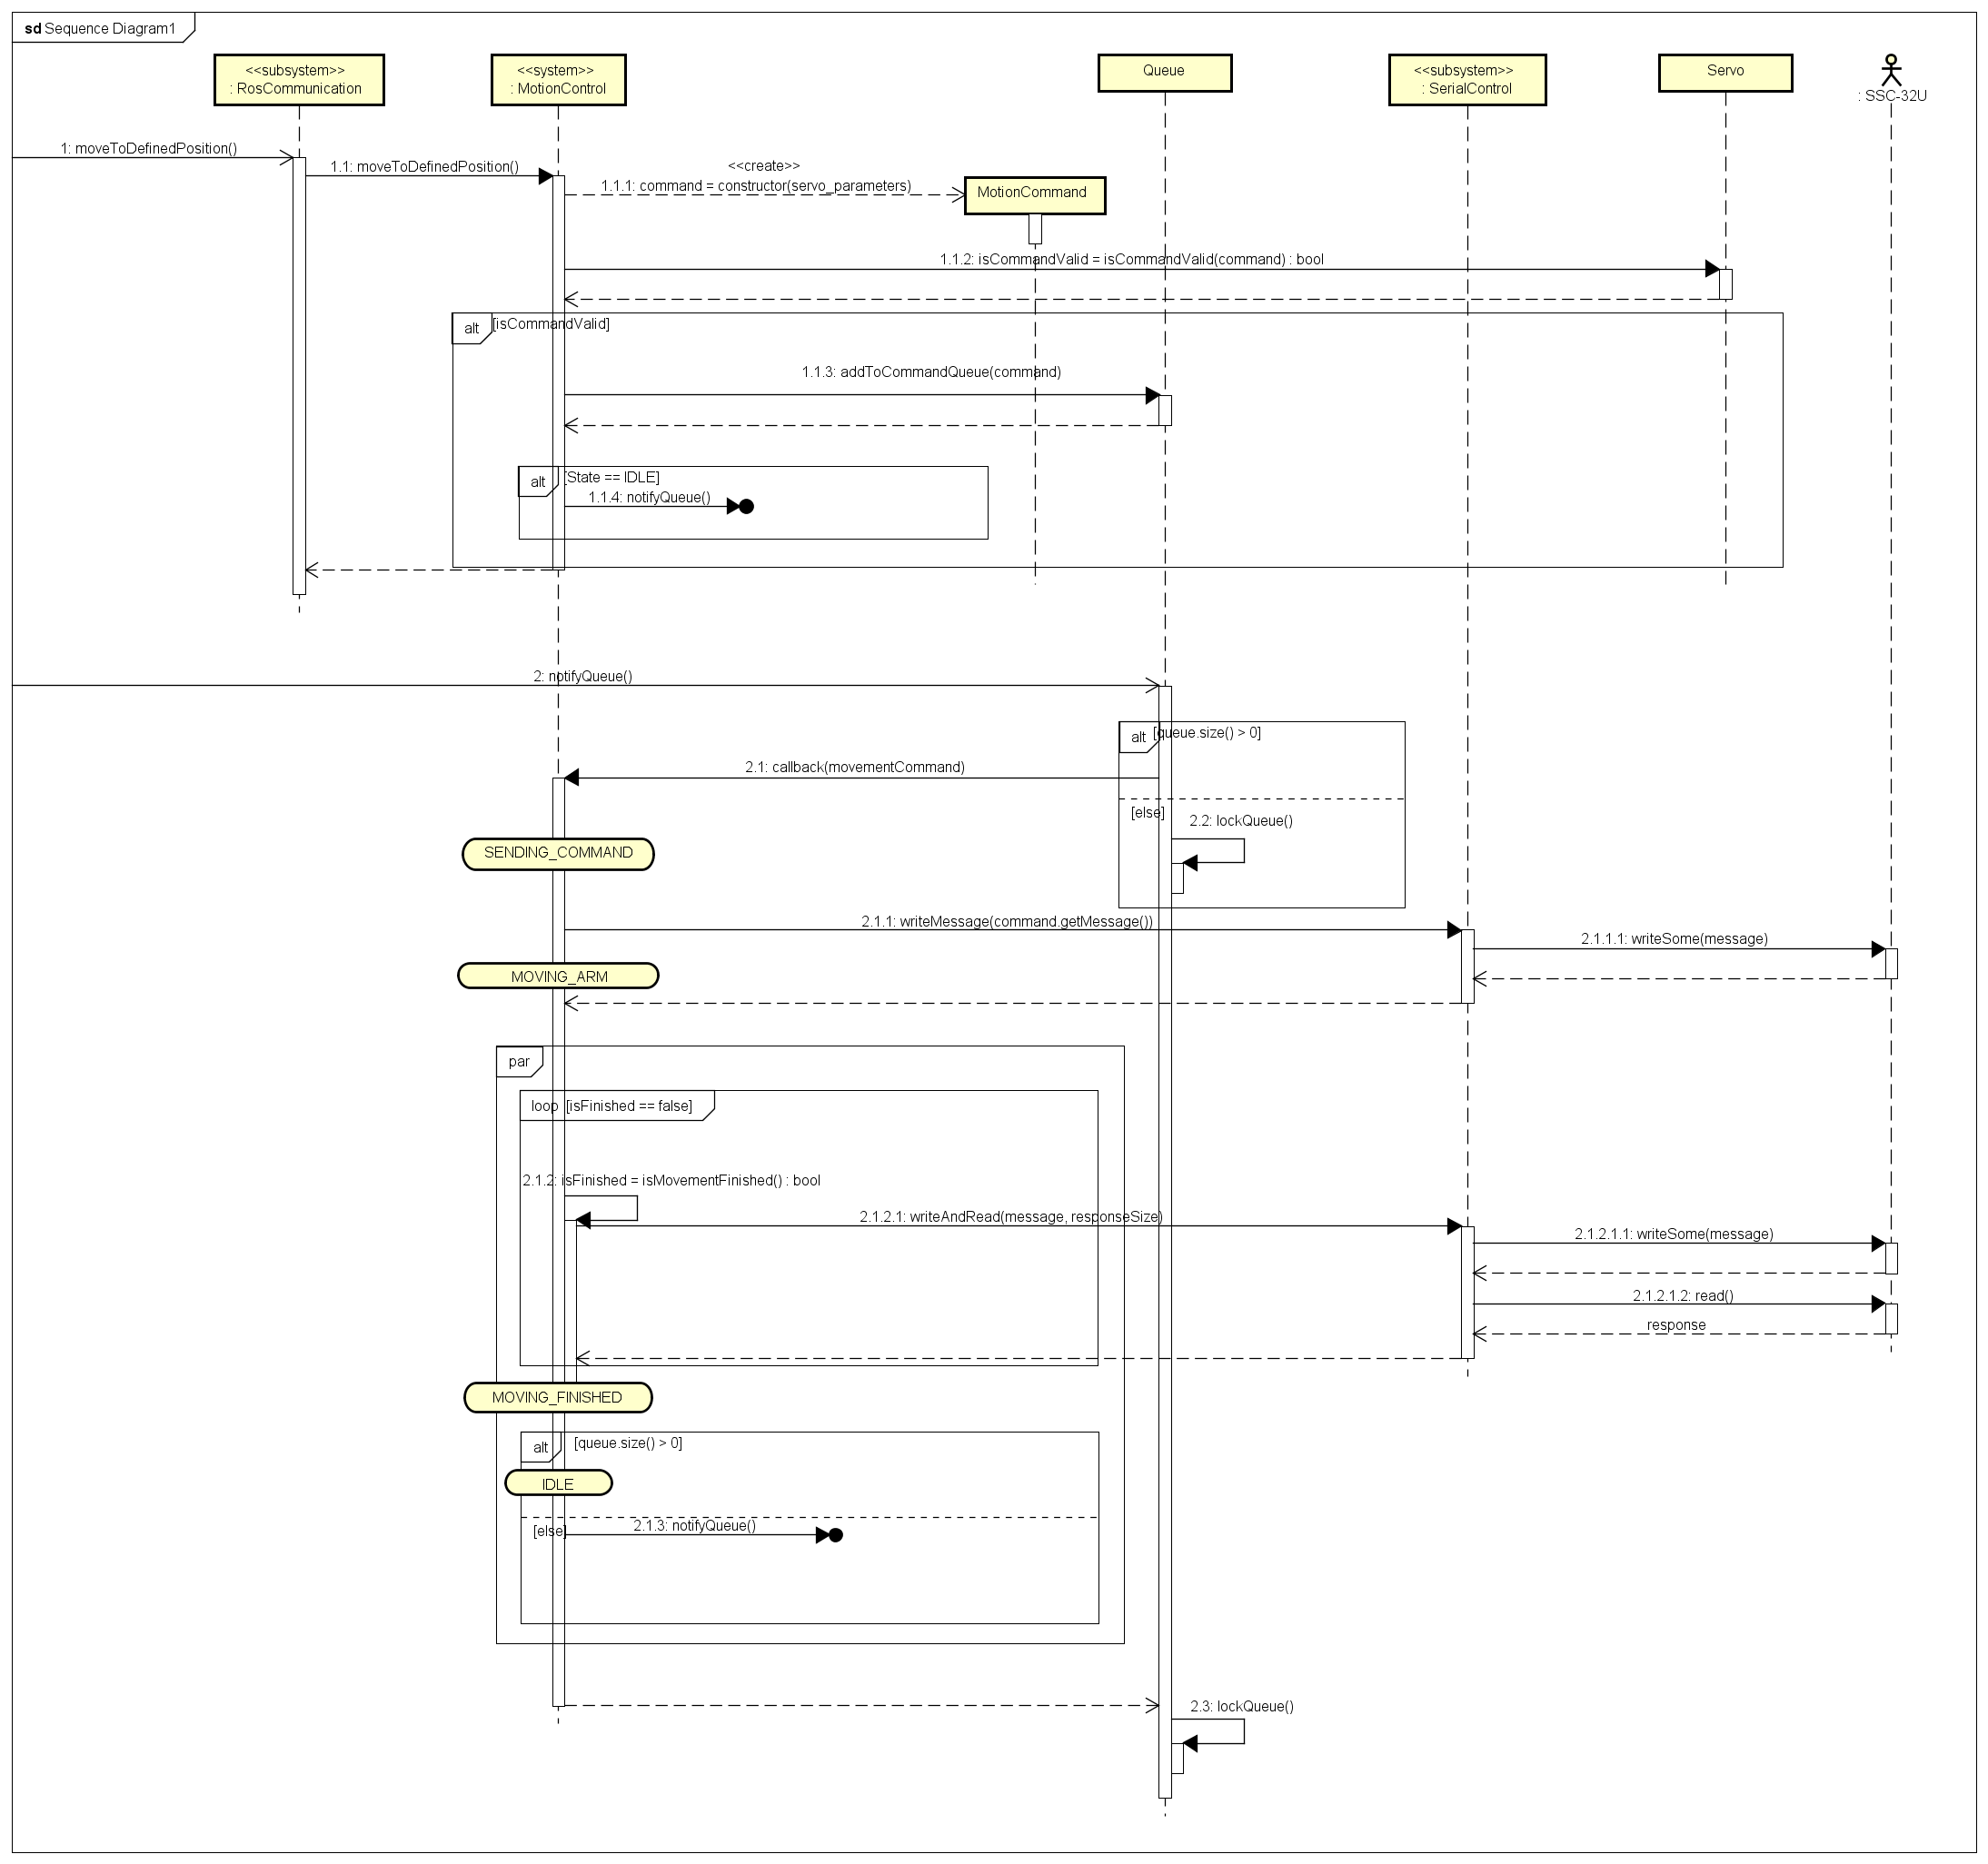 sd Sequence Diagram1
<<subsystem>>
: RosCommunication
<<system>>
: MotionControl
Queue
<<subsystem>>
: SerialControl
Servo
: SSC-32U
1: moveToDefinedPosition()
1.1: moveToDefinedPosition()
<<create>>
1.1.1: command = constructor(servo_parameters)
MotionCommand
1.1.2: isCommandValid = isCommandValid(command) : bool
alt
[isCommandValid]
1.1.3: addToCommandQueue(command)
alt
[State == IDLE]
1.1.4: notifyQueue()
2: notifyQueue()
alt
[queue.size() > 0]
2.1: callback(movementCommand)
[else]
2.2: lockQueue()
SENDING_COMMAND
2.1.1: writeMessage(command.getMessage())
2.1.1.1: writeSome(message)
MOVING_ARM
par
loop [isFinished == false]
2.1.2: isFinished = isMovementFinished() : bool
2.1.2.1: writeAndRead(message, responseSize)
2.1.2.1.1: writeSome(message)
2.1.2.1.2: read()
response
MOVING_FINISHED
alt
[queue.size() > 0]
IDLE
[else]
2.1.3: notifyQueue()
2.3: lockQueue()